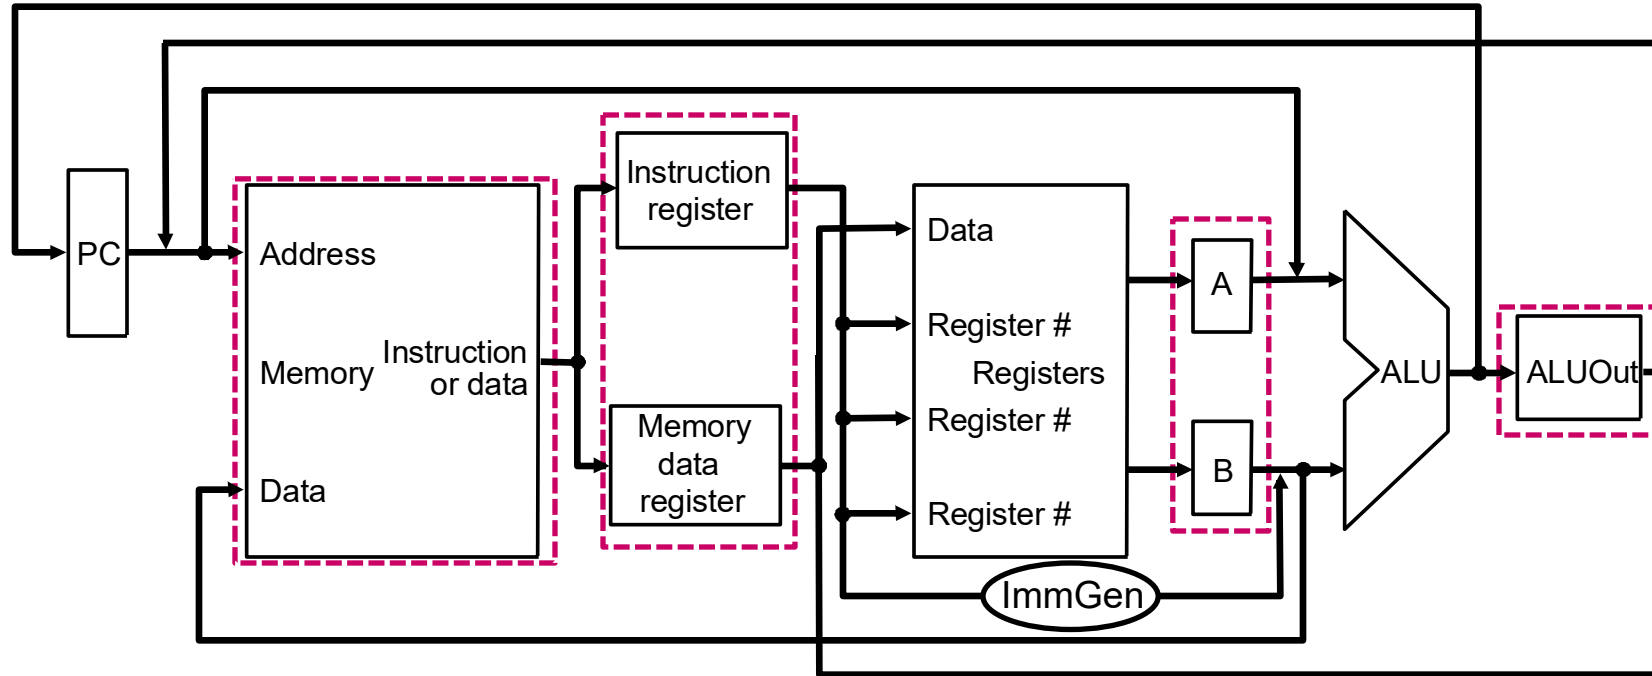 PC
Address
Memory
Instruction
or data
Data
Instruction
register
Memory
data
register
Data
Register #
Registers
Register #
Register #
ImmGen
A
B
ALU
ALUOut